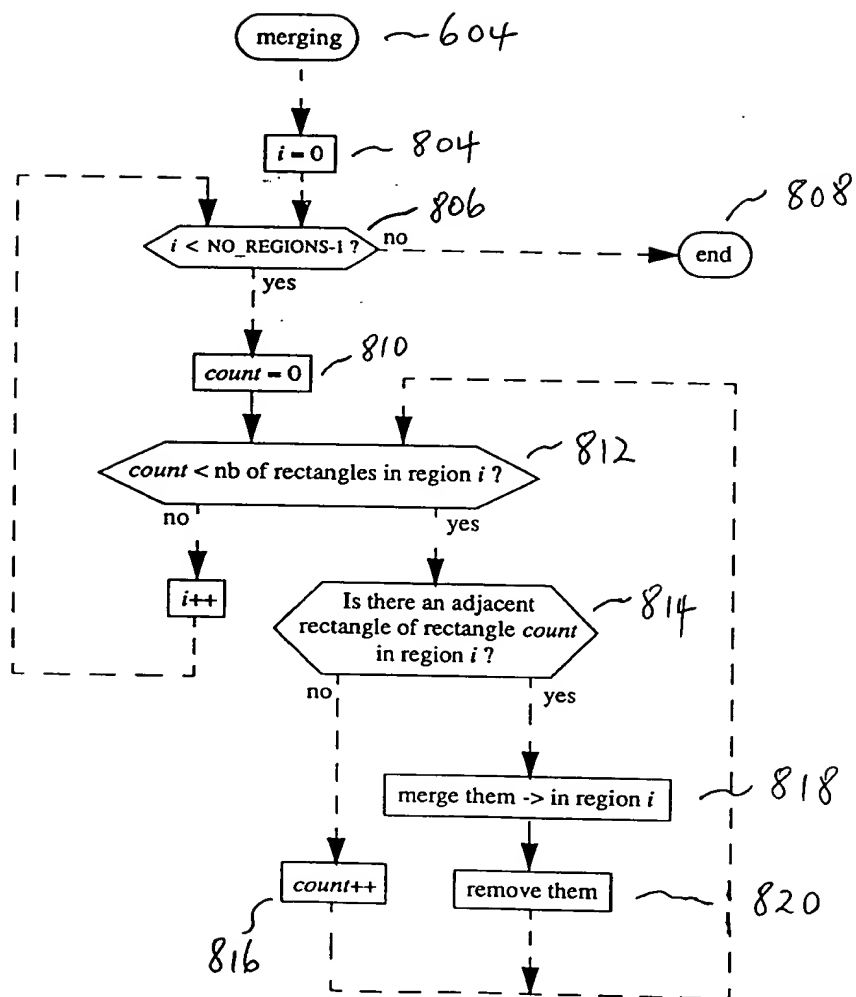 merging
604
i = 0
804
806
808
i < NO_REGIONS-1 ?
no
end
yes
810
count = 0
812
count < nb of rectangles in region i ?
no
yes
i++
Is there an adjacent
rectangle of rectangle count
in region i ?
814
no
yes
merge them -> in region i
818
count++
remove them
820
816